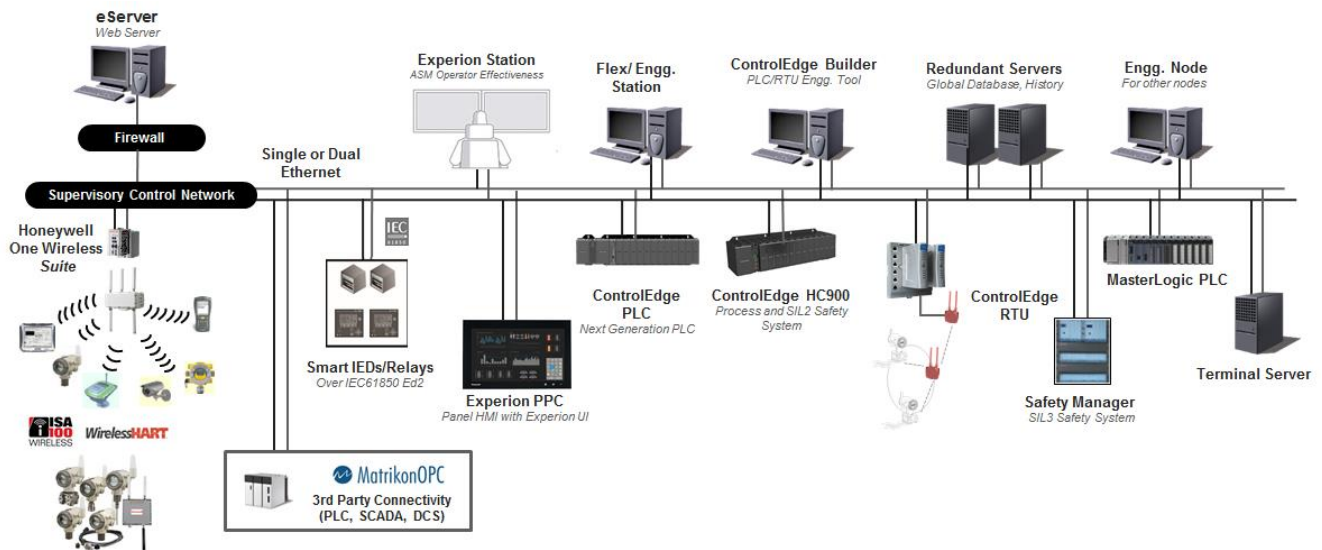 eServer
Web Server
Firewall
Supervisory Control Network
Single or Dual
Ethernet
Experion Station
ASM Operator Effectiveness
Flex/ Engg.
Station
ControlEdge Builder
PLC/RTU Engg. Tool
Redundant Servers
Global Database, History
Engg. Node
For other nodes
Honeywell
One Wireless
Suite
IEC
61850
Smart IEDs/Relays
Over IEC61850 Ed2
Experion PPC
Panel HMI with Experion UI
ControlEdge
PLC
Next Generation PLC
ControlEdge HC900
Process and SIL2 Safety
System
ControlEdge
RTU
MasterLogic PLC
Safety Manager
SIL3 Safety System
Terminal Server
ISA
100
WIRELESS
WirelessHART
MatrikonOPC
3rd Party Connectivity
(PLC, SCADA, DCS)